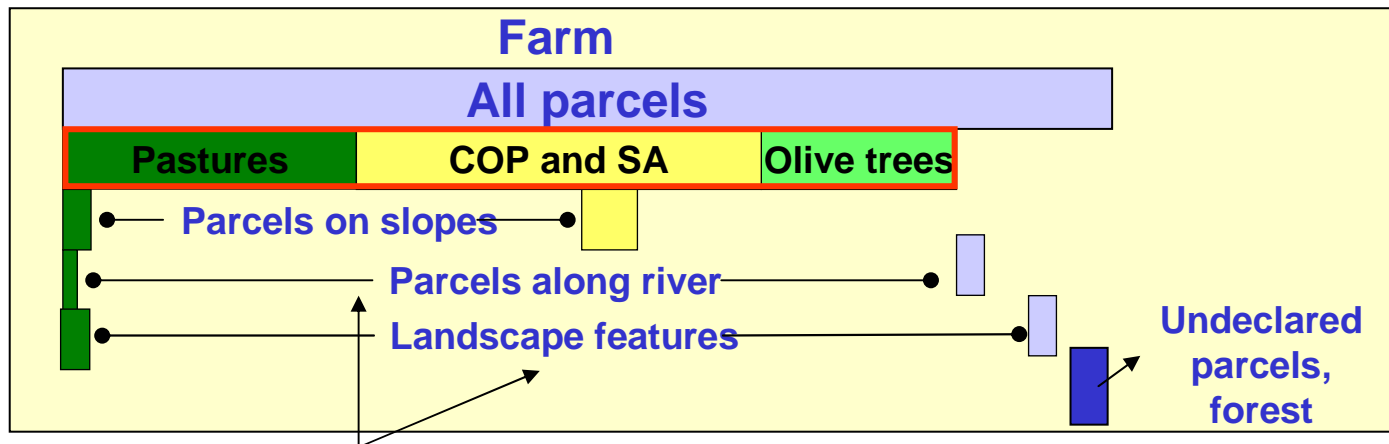 Farm
All parcels
Pastures COP and SA Olive trees
Parcels on slopes
Parcels along river
Landscape features
Undeclared
parcels,
forest